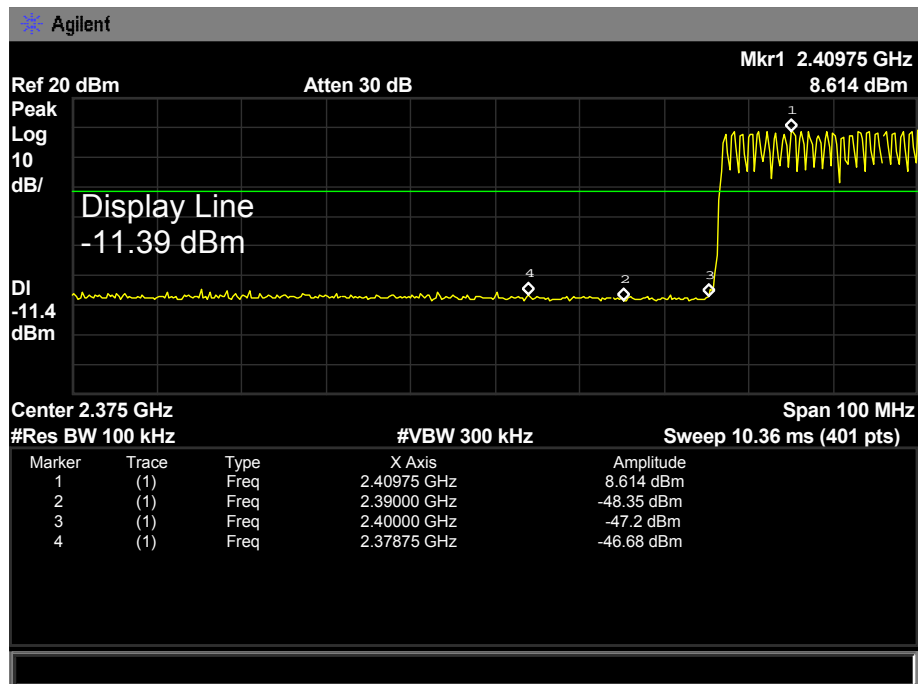 Agilent
Mkr1 2.40975 GHz
Ref 20 dBm Atten 30 dB 8.614 dBm
Peak
Log
10
dB/
1
Display Line
-11.39 dBm
4 2 3
DI
-11.4
dBm
Center 2.375 GHz Span 100 MHz
#Res BW 100 kHz #VBW 300 kHz Sweep 10.36 ms (401 pts)
Marker Trace Type X Axis Amplitude
1 (1) Freq 2.40975 GHz 8.614 dBm
2 (1) Freq 2.39000 GHz -48.35 dBm
3 (1) Freq 2.40000 GHz -47.2 dBm
4 (1) Freq 2.37875 GHz -46.68 dBm